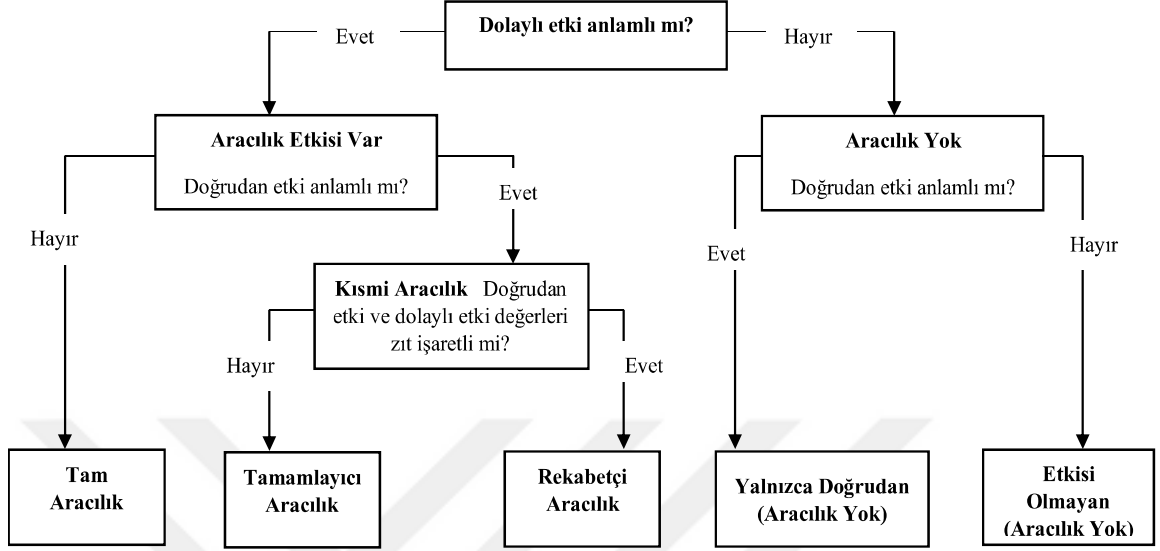 Dolaylı etki anlamlı mı?
Evet
Hayır
Aracılık Etkisi Var
Doğrudan etki anlamlı mı?
Aracılık Yok
Doğrudan etki anlamlı mı?
Hayır
Evet
Evet
Hayır
Kısmi Aracılık Doğrudan
etki ve dolaylı etki değerleri
zıt işaretli mi?
Hayır
Evet
Tam
Aracılık
Tamamlayıcı
Aracılık
Rekabetçi
Aracılık
Yalnızca Doğrudan
(Aracılık Yok)
Etkisi
Olmayan
(Aracılık Yok)